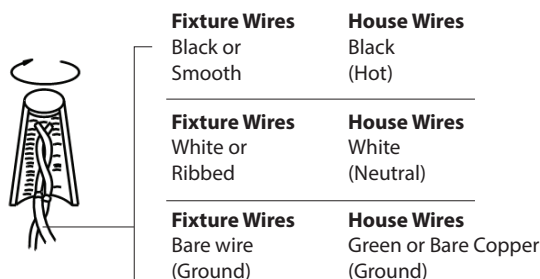 Fixture Wires House Wires
Black or Black
Smooth (Hot)
Fixture Wires House Wires
White or White
Ribbed (Neutral)
Fixture Wires House Wires
Bare wire Green or Bare Copper
(Ground) (Ground)